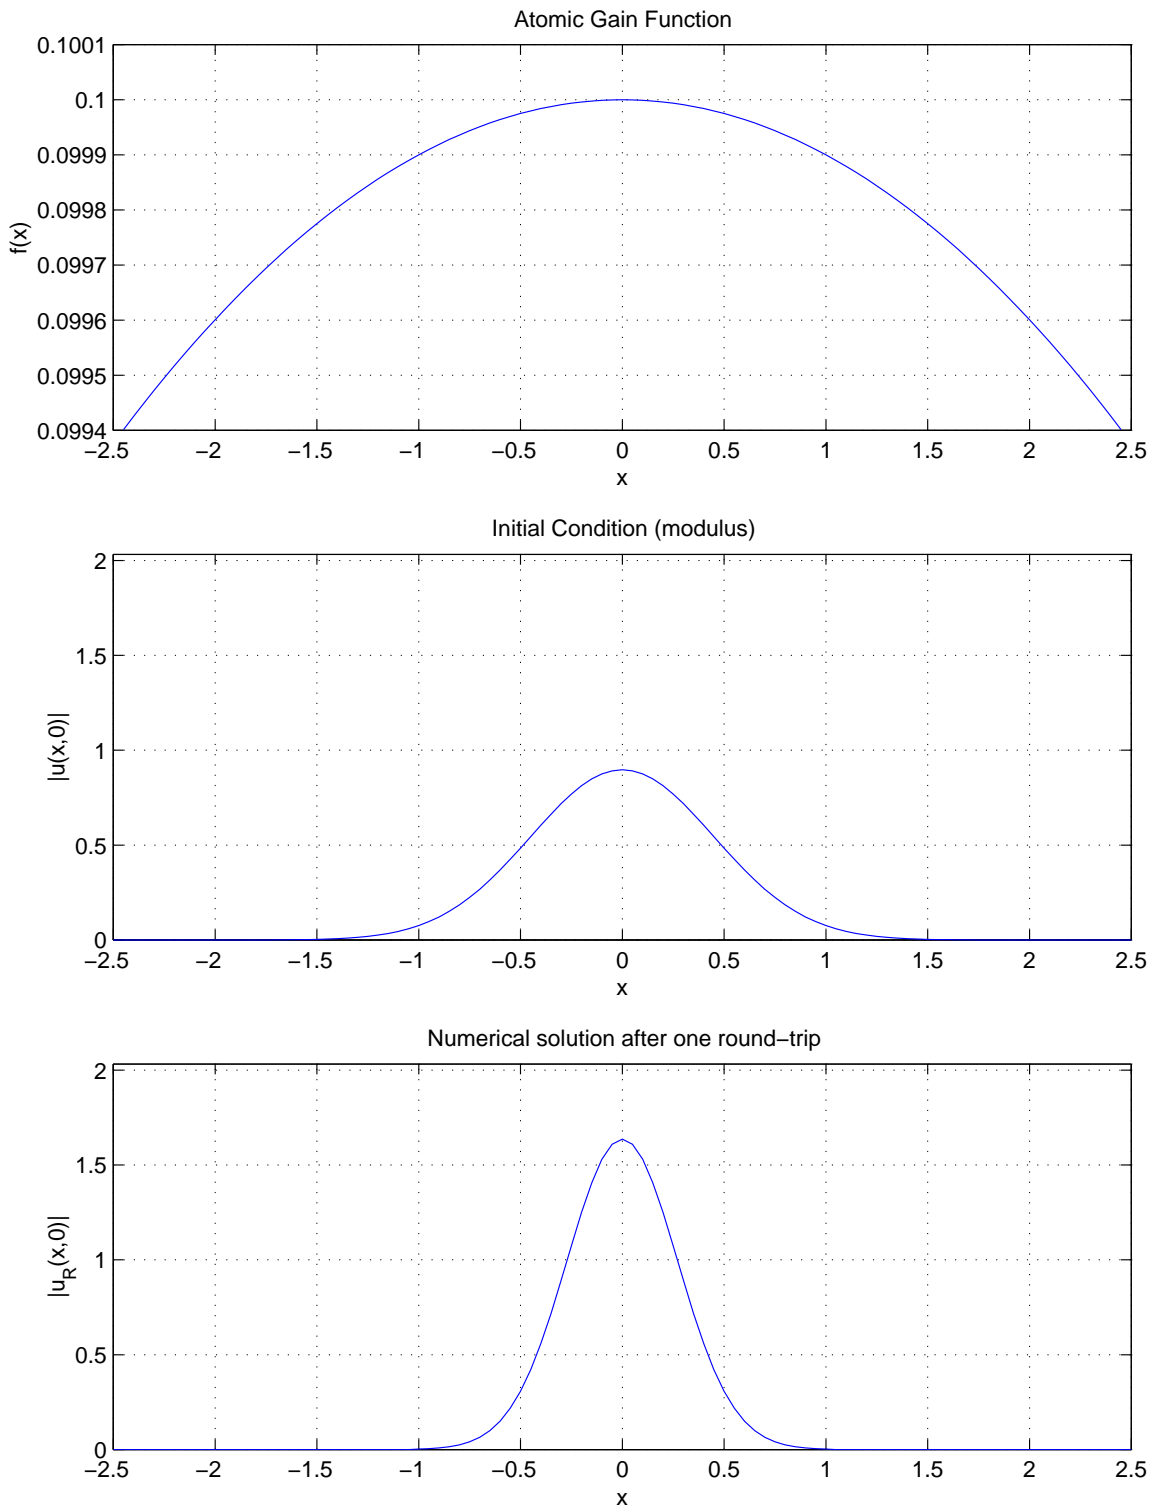 Atomic Gain Function
0.1001
0.1
0.0999
0.0998
0.0997
0.0996
0.0995
0.0994
f(x)
−2.5 −2 −1.5 −1 −0.5 0 0.5 1 1.5 2 2.5
x
Initial Condition (modulus)
2
1.5
1
0.5
0
|u(x,0)|
−2.5 −2 −1.5 −1 −0.5 0 0.5 1 1.5 2 2.5
x
Numerical solution after one round−trip
2
1.5
1
0.5
0
|u_R(x,0)|
−2.5 −2 −1.5 −1 −0.5 0 0.5 1 1.5 2 2.5
x